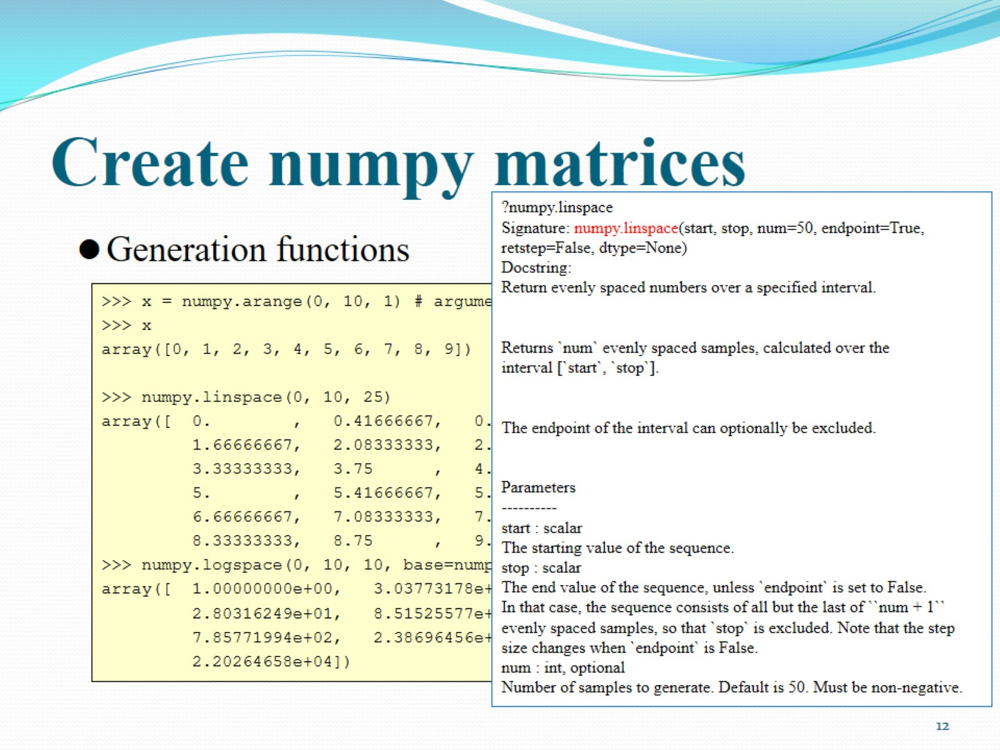 Create numpy matrices
● Generation functions
>>> x = numpy.arange(0, 10, 1) #
>>> x
array([0, 1, 2, 3, 4, 5, 6, 7, 8, 9])
>>> numpy.linspace(0, 10, 25)
array([  0.        ,   0.41666667,   0.
         1.66666667,   2.08333333,   2.
         3.33333333,   3.75      ,   4.
         5.        ,   5.41666667,   5.
         6.66666667,   7.08333333,   7.
         8.33333333,   8.75      ,   9.
>>> numpy.logspace(0, 10, 10, base=nump
array([  1.00000000e+00,   3.03773178e+
         2.80316249e+01,   8.51525577e+
         7.85771994e+02,   2.38696456e+
         2.20264658e+04])
?numpy.linspace
Signature: numpy.linspace(start, stop, num=50, endpoint=True,
retstep=False, dtype=None)
Docstring:
Return evenly spaced numbers over a specified interval.
Returns `num` evenly spaced samples, calculated over the
interval [`start`, `stop`].
The endpoint of the interval can optionally be excluded.
Parameters
----------
start : scalar
The starting value of the sequence.
stop : scalar
The end value of the sequence, unless `endpoint` is set to False.
In that case, the sequence consists of all but the last of ``num + 1``
evenly spaced samples, so that `stop` is excluded. Note that the step
size changes when `endpoint` is False.
num : int, optional
Number of samples to generate. Default is 50. Must be non-negative.
12